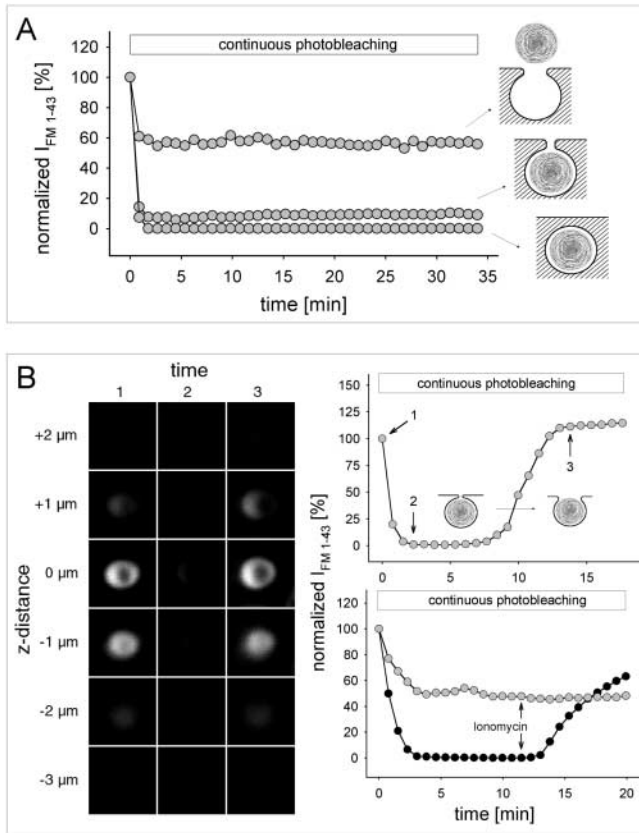 A
continuous photobleaching
normalized I FM 1-43 [%]
120
100
80
60
40
20
0
0 5 10 15 20 25 30 35
time [min]
B
time
1 2 3
z-distance
+2 µm
+1 µm
0 µm
-1 µm
-2 µm
-3 µm
normalized I FM 1-43 [%]
continuous photobleaching
150
125
100
75
50
25
0
1
2
3
0 5 10 15
continuous photobleaching
120
100
80
60
40
20
0
Ionomycin
0 5 10 15 20
time [min]